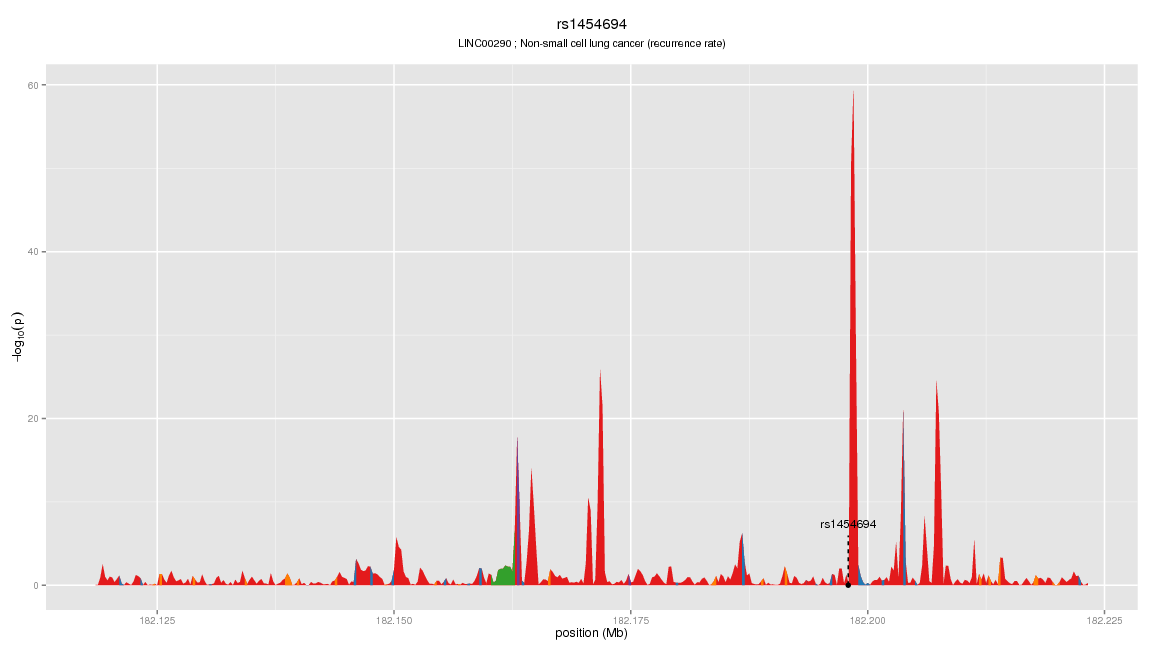 rs1454694
LINC00290 ; Non-small cell lung cancer (recurrence rate)
60
40
20
0
−log10(p)
rs1454694
182.125
182.150
182.175
182.200
182.225
position (Mb)